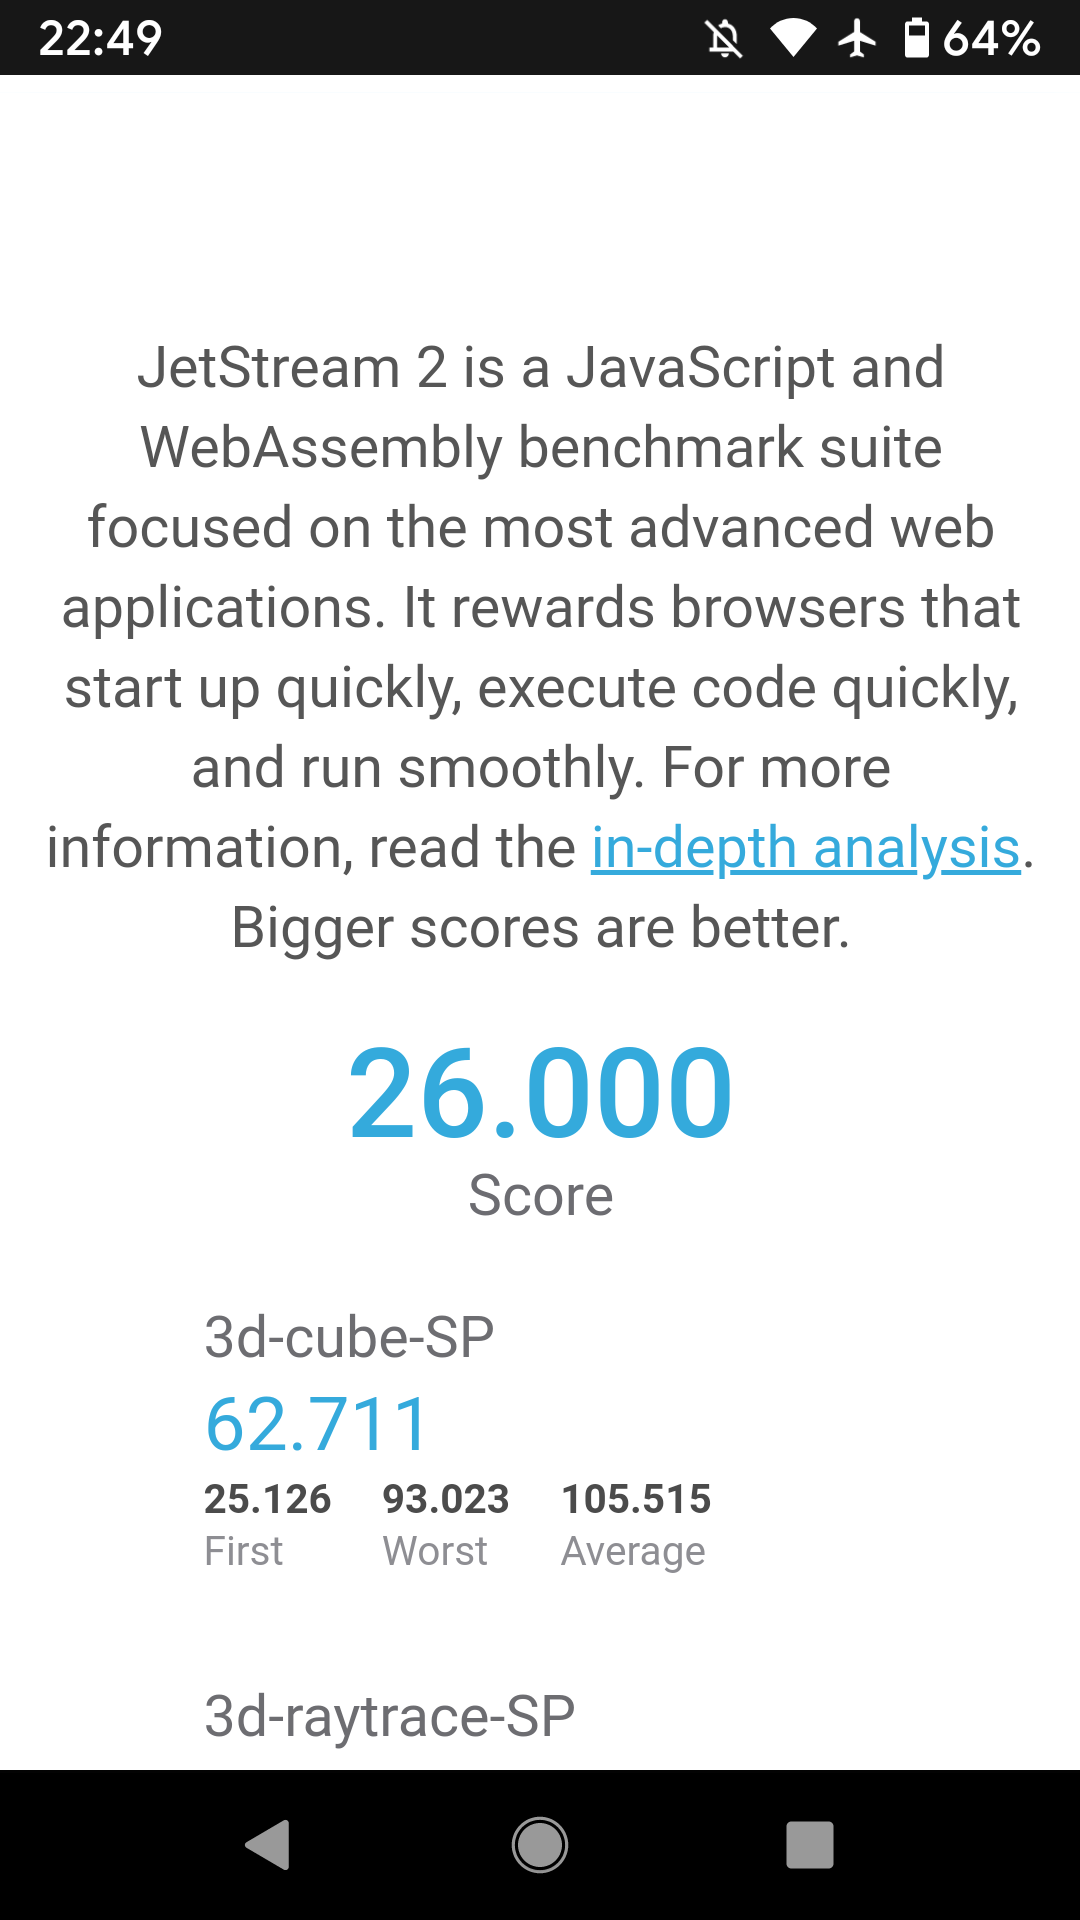 22:49 64%
JetStream 2 is a JavaScript and
WebAssembly benchmark suite
focused on the most advanced web
applications. It rewards browsers that
start up quickly, execute code quickly,
and run smoothly. For more
information, read the in-depth analysis.
Bigger scores are better.
26.000
Score
3d-cube-SP
62.711
25.126 93.023 105.515
First Worst Average
3d-raytrace-SP